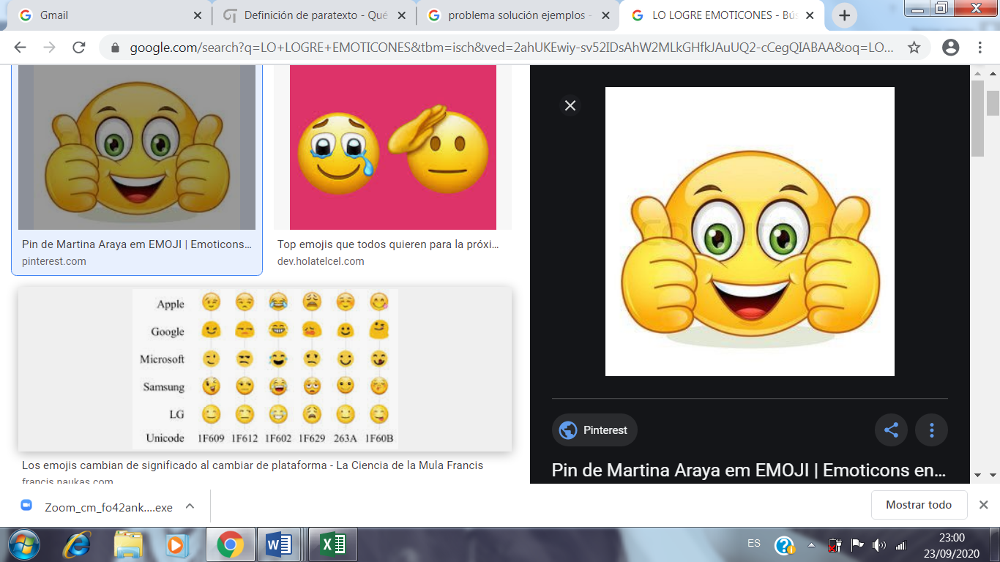 Gmail
Definición de paratexto - Qué
problema solución ejemplos -
LO LOGRE EMOTICONES - Bús
google.com/search?q=LO+LOGRE+EMOTICONES&tbm=isch&ved=2ahUKEwiy-sv52IDsAhW2MLkGHfkJAuUQ2-cCegQIABAA&oq=LO...
Pin de Martina Araya em EMOJI | Emoticons...
pinterest.com
Top emojis que todos quieren para la próxi...
dev.holatelcel.com
Apple
Google
Microsoft
Samsung
LG
Unicode 1F609 1F612 1F602 1F629 263A 1F60B
Los emojis cambian de significado al cambiar de plataforma - La Ciencia de la Mula Francis
francis.naukas.com
Pinterest
Pin de Martina Araya em EMOJI | Emoticons en...
Zoom_cm_fo42ank....exe
Mostrar todo
ES
23:00
23/09/2020